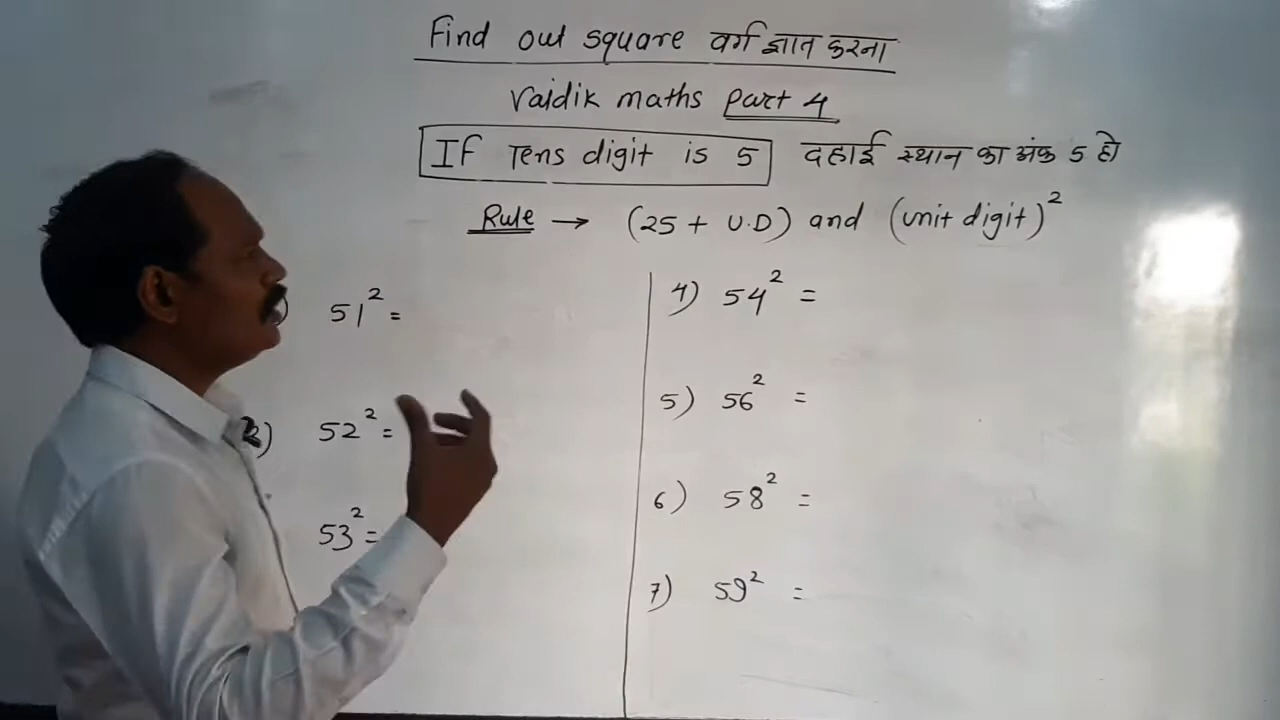 Find out square वर्ग ज्ञात करना
Vaidik maths part 4
If Tens digit is 5 दहाई स्थान का अंक 5 हो
Rule → (25 + U.D) and (unit digit)²
) 51² =
2) 52² =
53² =
4) 54² =
5) 56² =
6) 58² =
7) 59² =